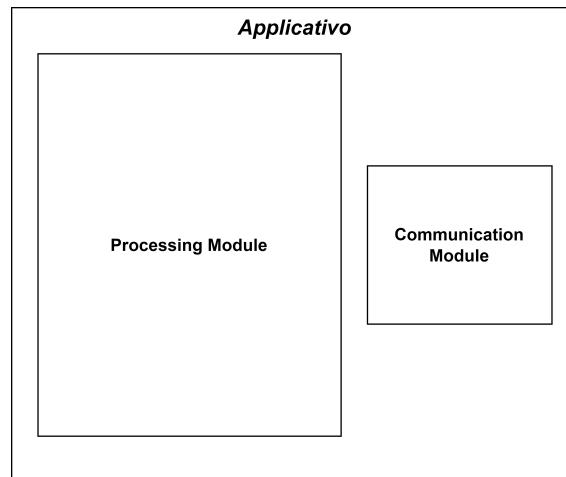 Applicativo
Processing Module
Communication
Module